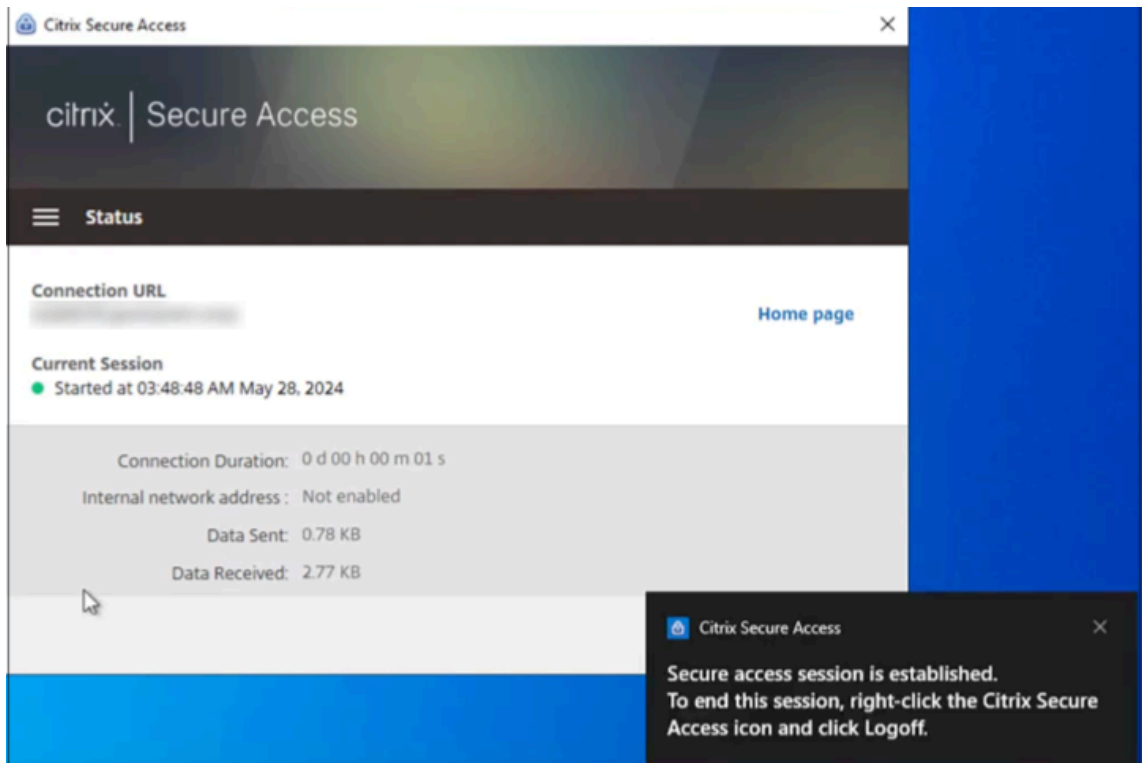 Citrix Secure Access
citrix. | Secure Access
Status
Connection URL
Home page
Current Session
Started at 03:48:48 AM May 28, 2024
Connection Duration: 0 d 00 h 00 m 01 s
Internal network address : Not enabled
Data Sent: 0.78 KB
Data Received: 2.77 KB
Citrix Secure Access
Secure access session is established.
To end this session, right-click the Citrix Secure
Access icon and click Logoff.